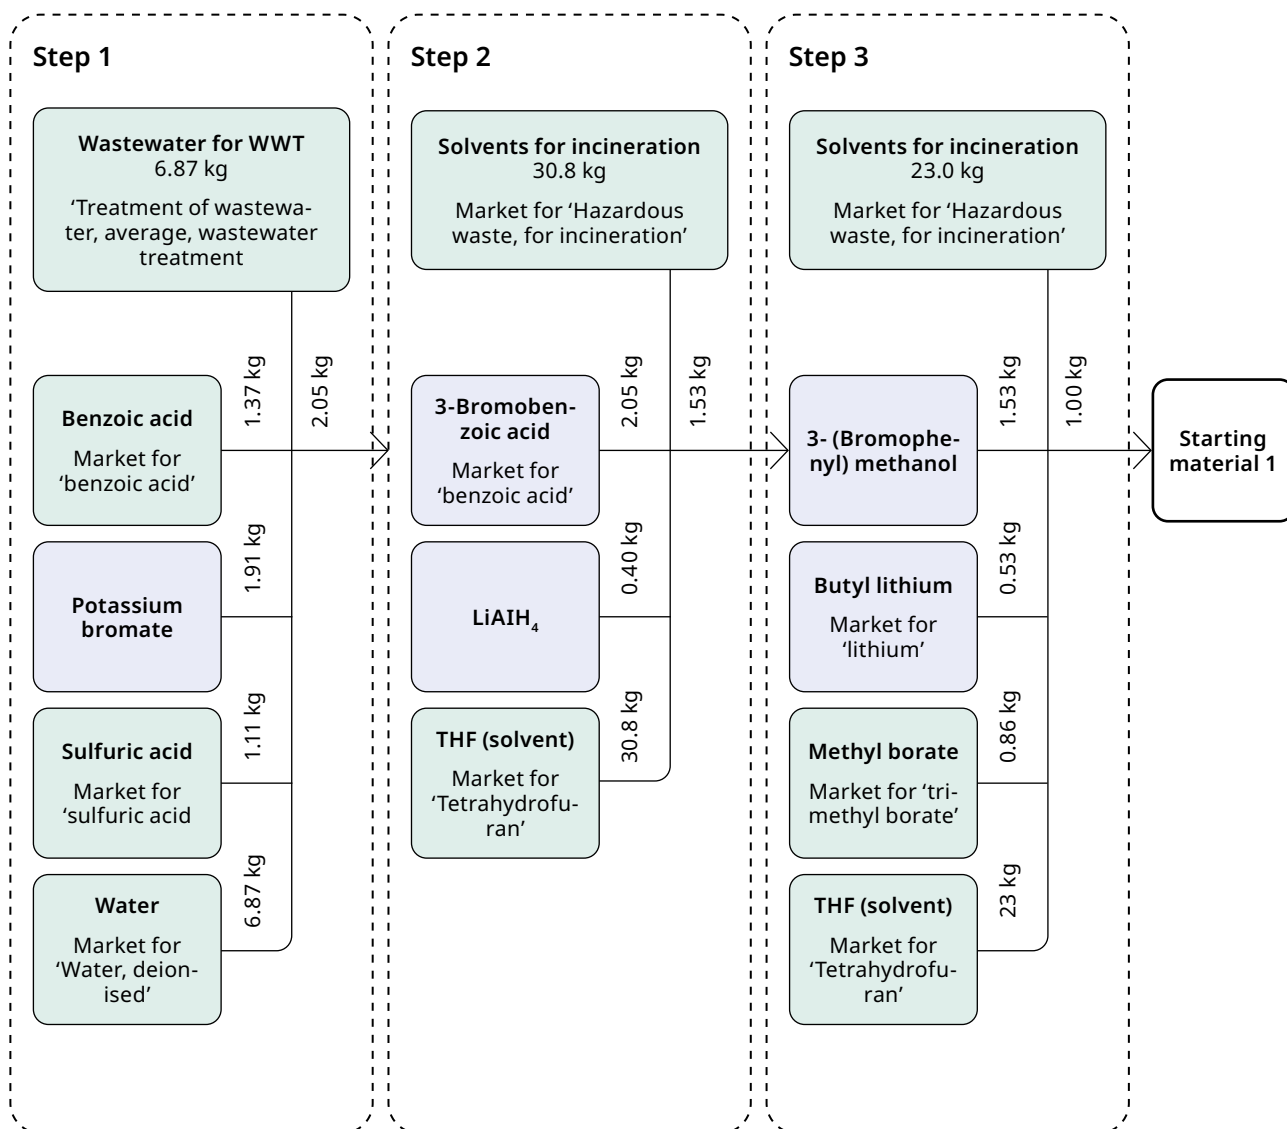 Step 1
Wastewater for WWT
6.87 kg
‘Treatment of wastewa-
ter, average, wastewater
treatment
1.37 kg
2.05 kg
Benzoic acid
Market for
‘benzoic acid’
1.91 kg
Potassium
bromate
1.11 kg
Sulfuric acid
Market for
‘sulfuric acid
6.87 kg
Water
Market for
‘Water, deion-
ised’
Step 2
Solvents for incineration
30.8 kg
Market for ‘Hazardous
waste, for incineration’
2.05 kg
1.53 kg
3-Bromoben-
zoic acid
Market for
‘benzoic acid’
0.40 kg
LiAIH₄
30.8 kg
THF (solvent)
Market for
‘Tetrahydrofu-
ran’
Step 3
Solvents for incineration
23.0 kg
Market for ‘Hazardous
waste, for incineration’
1.53 kg
1.00 kg
3- (Bromophe-
nyl) methanol
0.53 kg
Butyl lithium
Market for
‘lithium’
0.86 kg
Methyl borate
Market for ‘tri-
methyl borate’
23 kg
THF (solvent)
Market for
‘Tetrahydrofu-
ran’
Starting
material 1